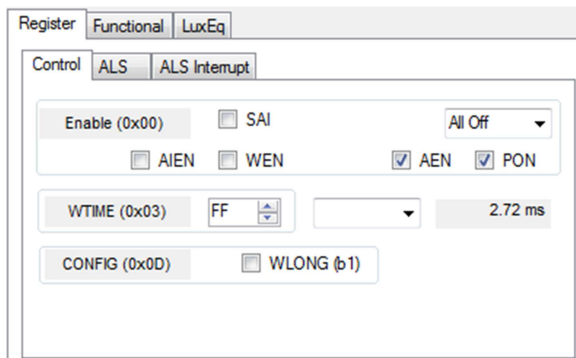 Register Functional LuxEq
Control ALS ALS Interrupt
Enable (0x00) SAI All Off
AIEN WEN AEN PON
WTIME (0x03) FF 2.72 ms
CONFIG (0x0D) WLONG (b1)